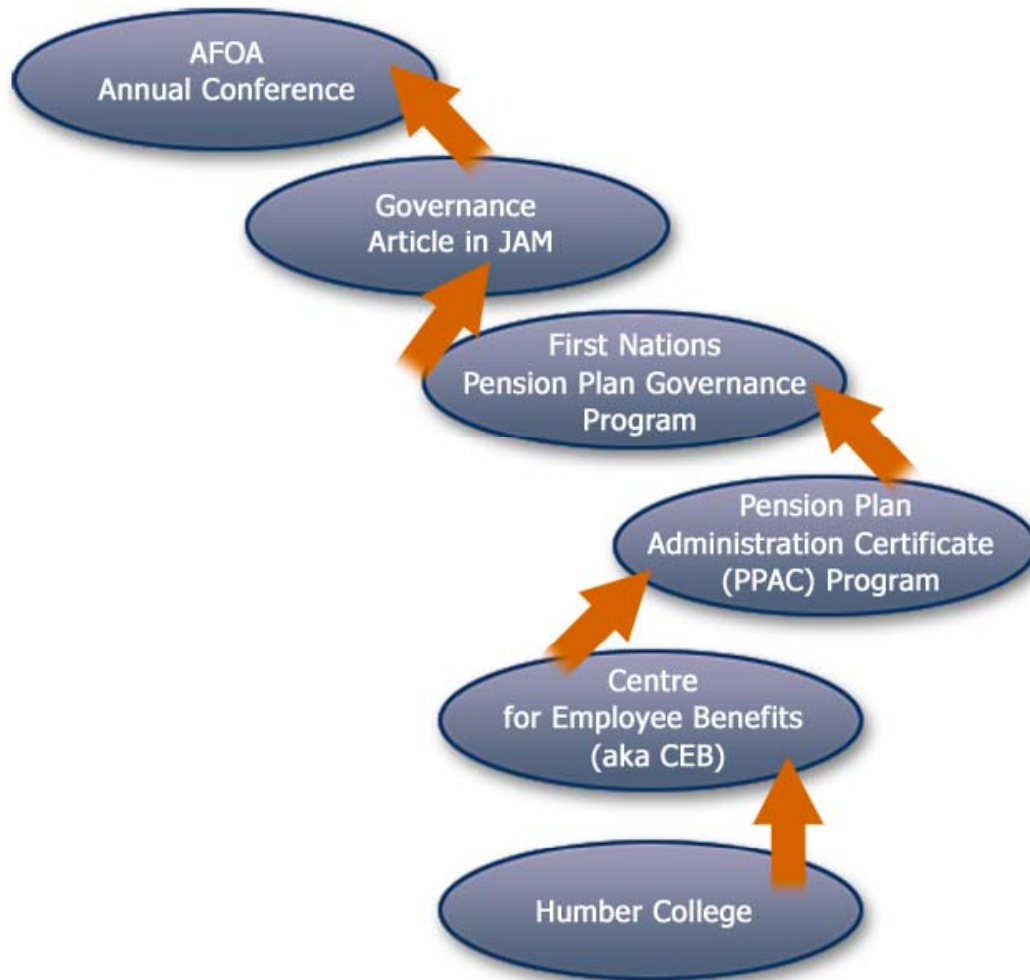 AFOA
Annual Conference
Governance
Article in JAM
First Nations
Pension Plan Governance
Program
Pension Plan
Administration Certificate
(PPAC) Program
Centre
for Employee Benefits
(aka CEB)
Humber College